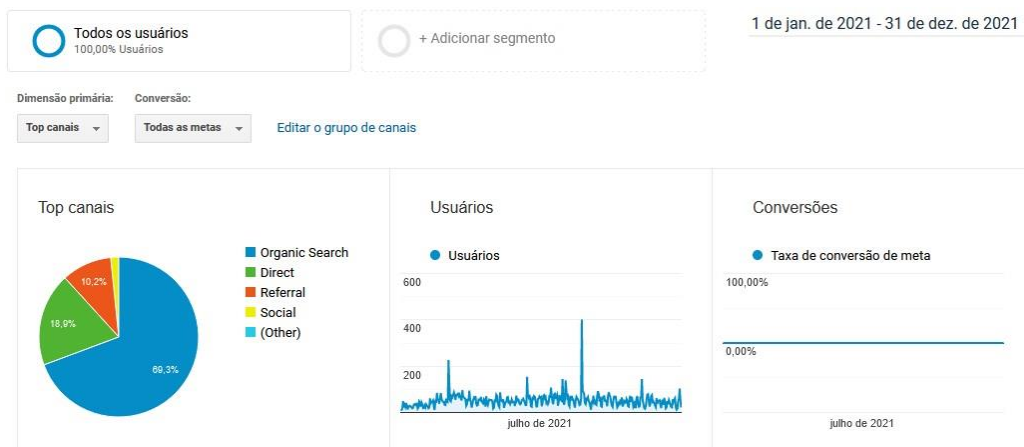 Todos os usuários
100,00% Usuários
+ Adicionar segmento
1 de jan. de 2021 - 31 de dez. de 2021
Dimensão primária:
Conversão:
Top canais
Todas as metas
Editar o grupo de canais
Top canais
Organic Search
Direct
Referral
Social
(Other)
10,2%
18,9%
69,3%
Usuários
Usuários
600
400
200
julho de 2021
Conversões
Taxa de conversão de meta
100,00%
0,00%
julho de 2021